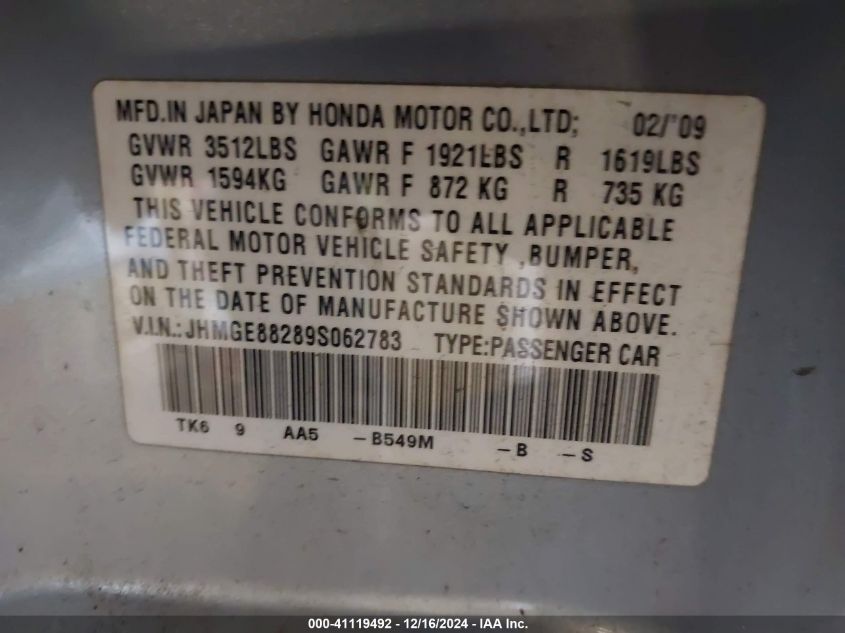 MFD.IN JAPAN BY HONDA MOTOR CO.,LTD; 02/'09
GVWR 3512LBS GAWR F 1921LBS R 1619LBS
GVWR 1594KG GAWR F 872 KG R 735 KG
THIS VEHICLE CONFORMS TO ALL APPLICABLE
FEDERAL MOTOR VEHICLE SAFETY ,BUMPER,
AND THEFT PREVENTION STANDARDS IN EFFECT
ON THE DATE OF MANUFACTURE SHOWN ABOVE.
V.I.N.:JHMGE88289S062783 TYPE:PASSENGER CAR
TK6 9 AA5 -B549M -B -S
000-41119492 - 12/16/2024 - IAA Inc.